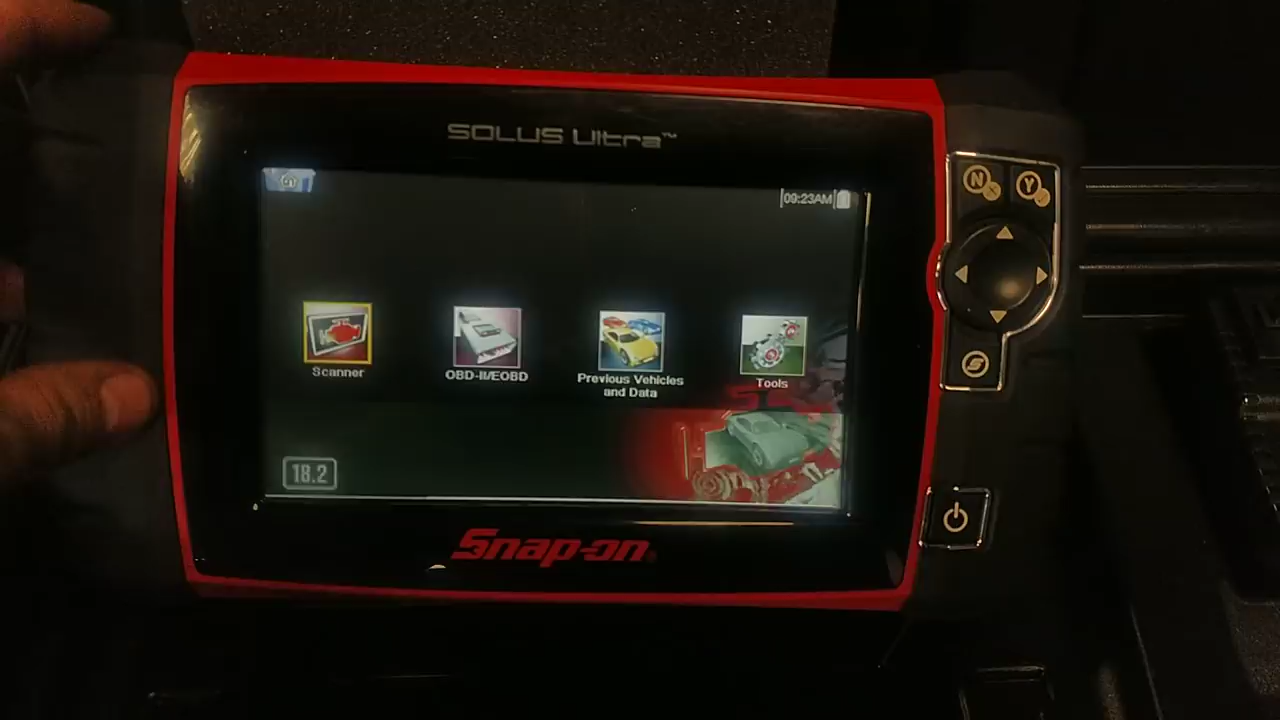 SOLUS Ultra™
09:23AM
N
Y
Scanner
OBD-II/EOBD
Previous Vehicles
and Data
Tools
18.2
Snap-on
S